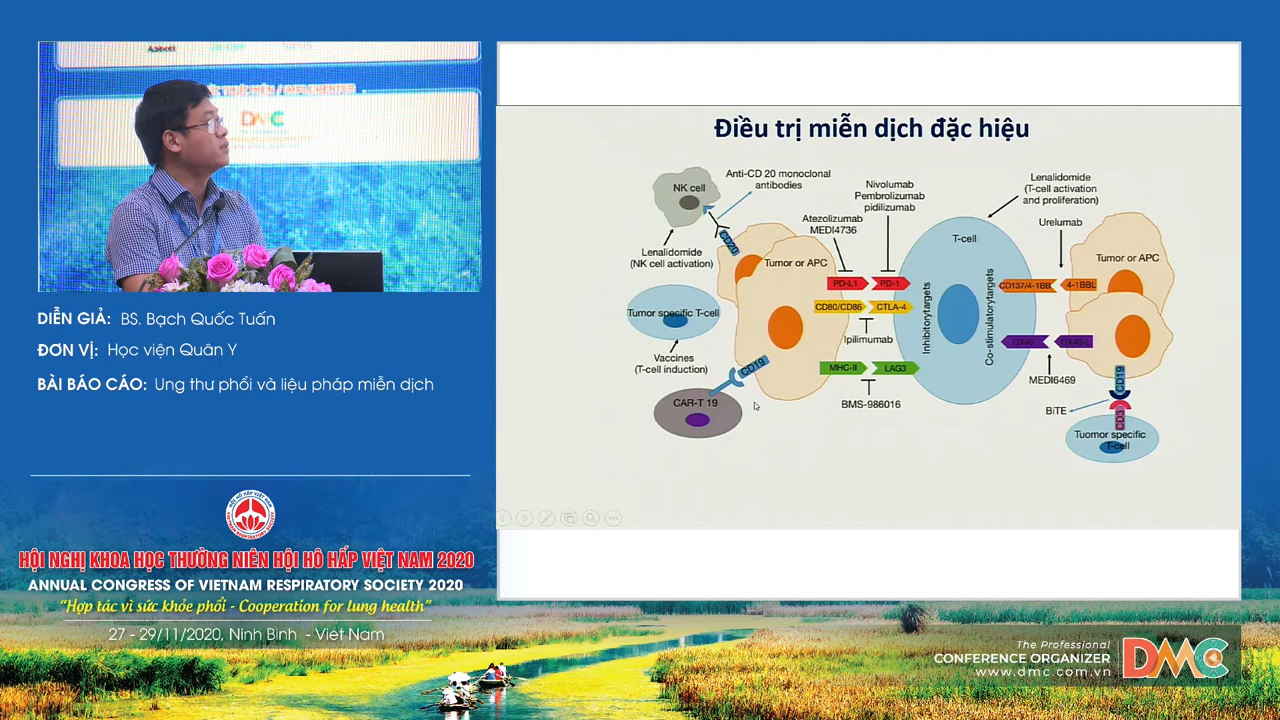 DMC
DIỄN GIẢ: BS. Bạch Quốc Tuấn
ĐƠN VỊ: Học viện Quân Y
BÀI BÁO CÁO: Ung thư phổi và liệu pháp miễn dịch
HỘI NGHỊ KHOA HỌC THƯỜNG NIÊN HỘI HÔ HẤP VIỆT NAM 2020
ANNUAL CONGRESS OF VIETNAM RESPIRATORY SOCIETY 2020
“Hợp tác vì sức khỏe phổi - Cooperation for lung health”
27 - 29/11/2020, Ninh Bình - Việt Nam
Điều trị miễn dịch đặc hiệu
NK cell
Anti-CD 20 monoclonal
antibodies
CD20
Lenalidomide
(NK cell activation)
Tumor or APC
Tumor specific T-cell
Vaccines
(T-cell induction)
CAR-T 19
CD19
Nivolumab
Pembrolizumab
pidilizumab
Atezolizumab
MEDI4736
PD-L1
PD-1
CD80/CD86
CTLA-4
Ipilimumab
MHC-II
LAG3
BMS-986016
T-cell
Inhibitorytargets
Co-stimulatorytargets
Lenalidomide
(T-cell activation
and proliferation)
Urelumab
CD137/4-1BB
4-1BBL
Tumor or APC
OX40
OX40-L
MEDI6469
CD19
BiTE
CD3
Tuomor specific
T-cell
The Professional
CONFERENCE ORGANIZER
www.dmc.com.vn
DMC